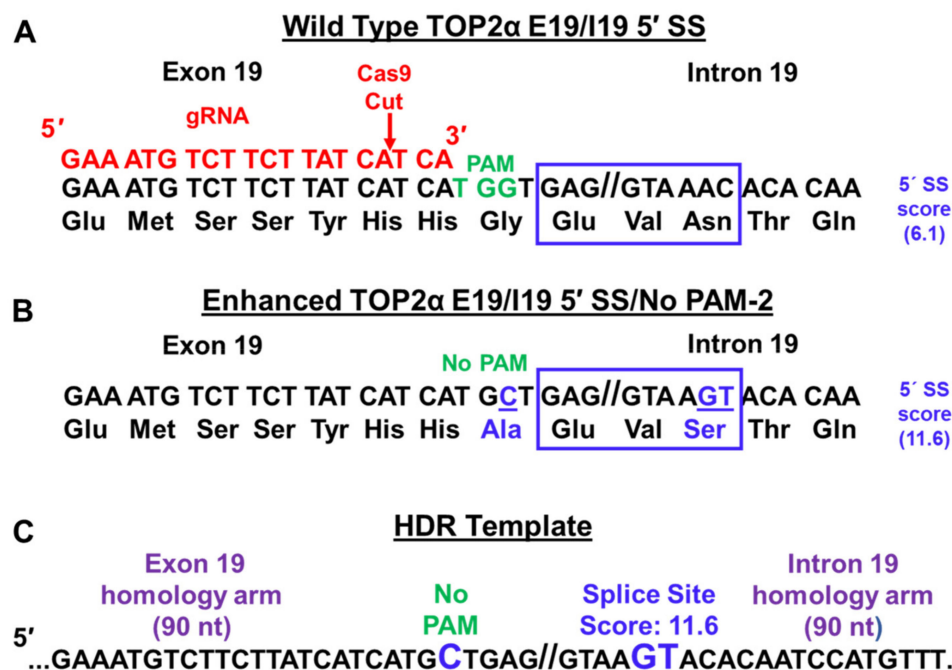 A
Wild Type TOP2α E19/I19 5′ SS
Exon 19
Cas9
Cut
Intron 19
5′
gRNA
3′
GAA ATG TCT TCT TAT CAT CA
PAM
GAA ATG TCT TCT TAT CAT CAT GGT GAG//GTA AAC ACA CAA
Glu Met Ser Ser Tyr His His Gly Glu Val Asn Thr Gln
5´ SS
score
(6.1)
B
Enhanced TOP2α E19/I19 5′ SS/No PAM-2
Exon 19
Intron 19
No PAM
GAA ATG TCT TCT TAT CAT CAT GCT GAG//GTA AGT ACA CAA
Glu Met Ser Ser Tyr His His Ala Glu Val Ser Thr Gln
5´ SS
score
(11.6)
C
HDR Template
Exon 19
homology arm
(90 nt)
No
PAM
Splice Site
Score: 11.6
Intron 19
homology arm
(90 nt)
5′
...GAAATGTCTTCTTATCATCATGCTGAG//GTAAGTACACAATCCATGTTT